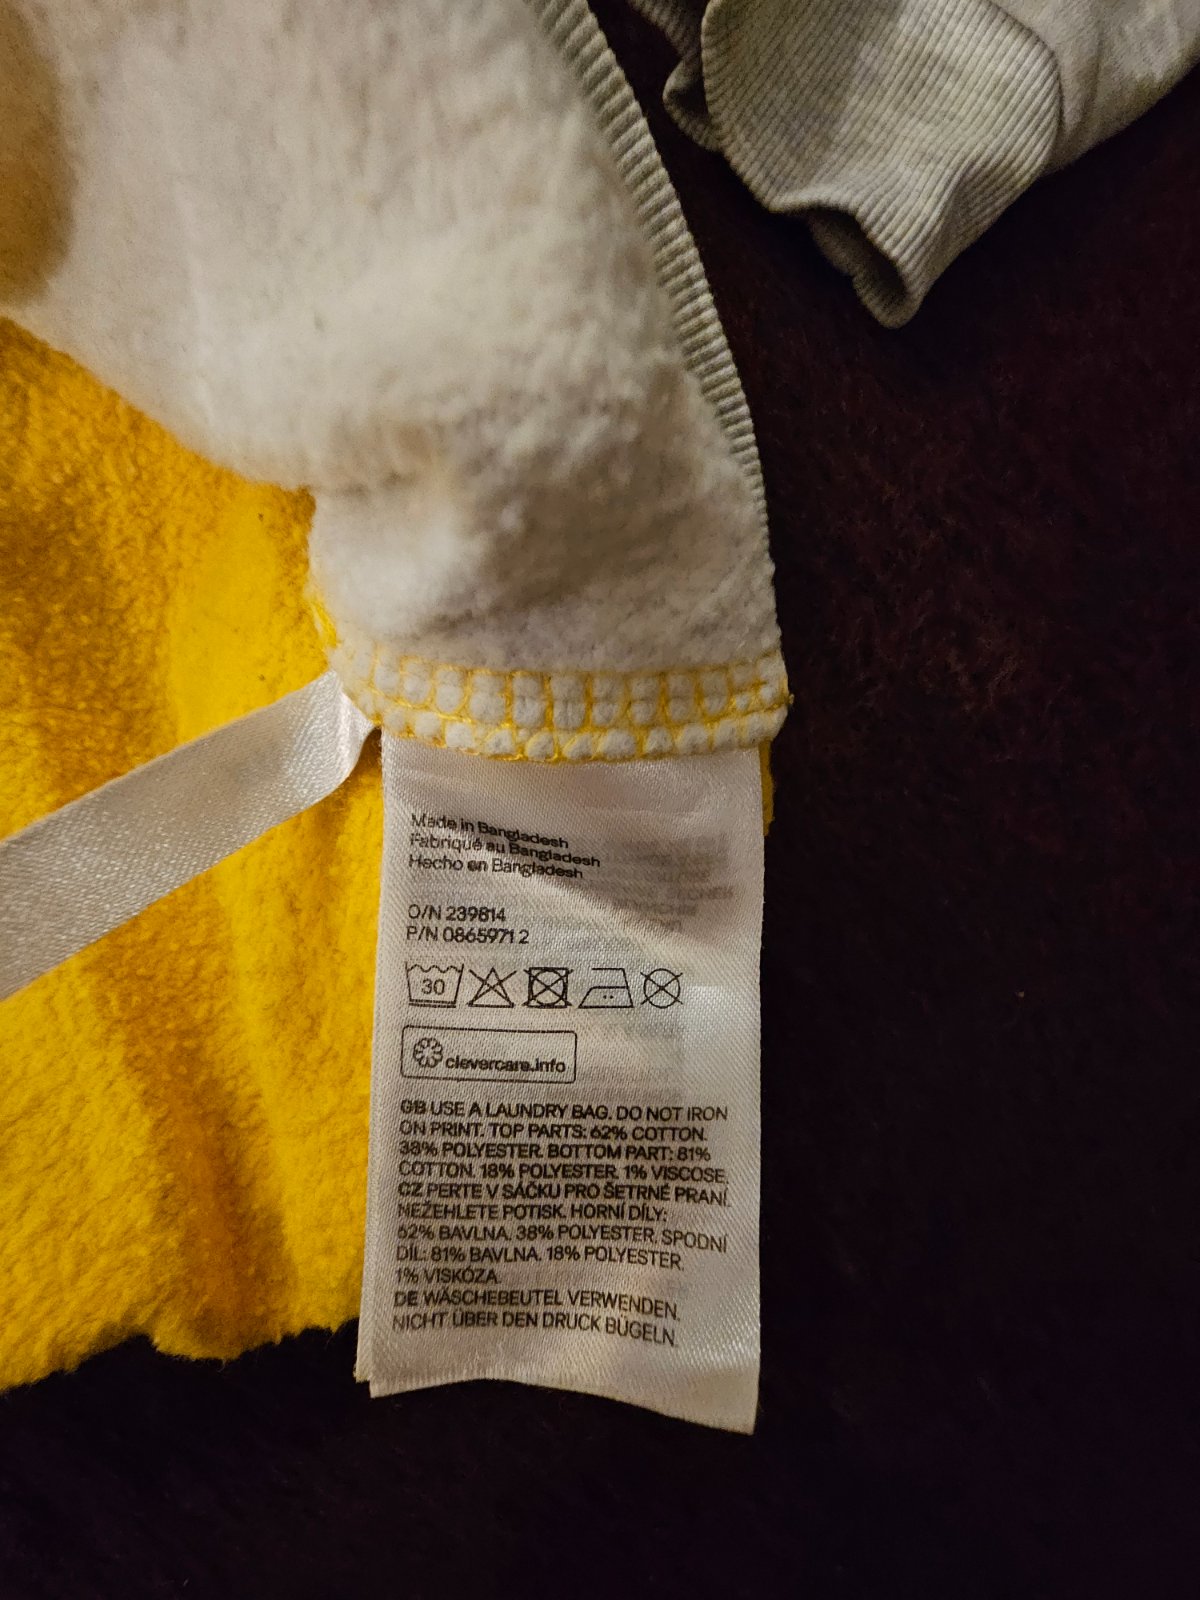 Made in Bangladesh
Fabriqué au Bangladesh
Hecho en Bangladesh
O/N 239814
P/N 0865971 2
30
clevercare.info
GB USE A LAUNDRY BAG. DO NOT IRON
ON PRINT. TOP PARTS: 62% COTTON.
38% POLYESTER. BOTTOM PART: 81%
COTTON. 18% POLYESTER. 1% VISCOSE.
CZ PERTE V SÁČKU PRO ŠETRNÉ PRANÍ.
NEŽEHLETE POTISK. HORNÍ DÍLY:
62% BAVLNA. 38% POLYESTER. SPODNÍ
DÍL: 81% BAVLNA. 18% POLYESTER.
1% VISKÓZA.
DE WÄSCHEBEUTEL VERWENDEN.
NICHT ÜBER DEN DRUCK BÜGELN.